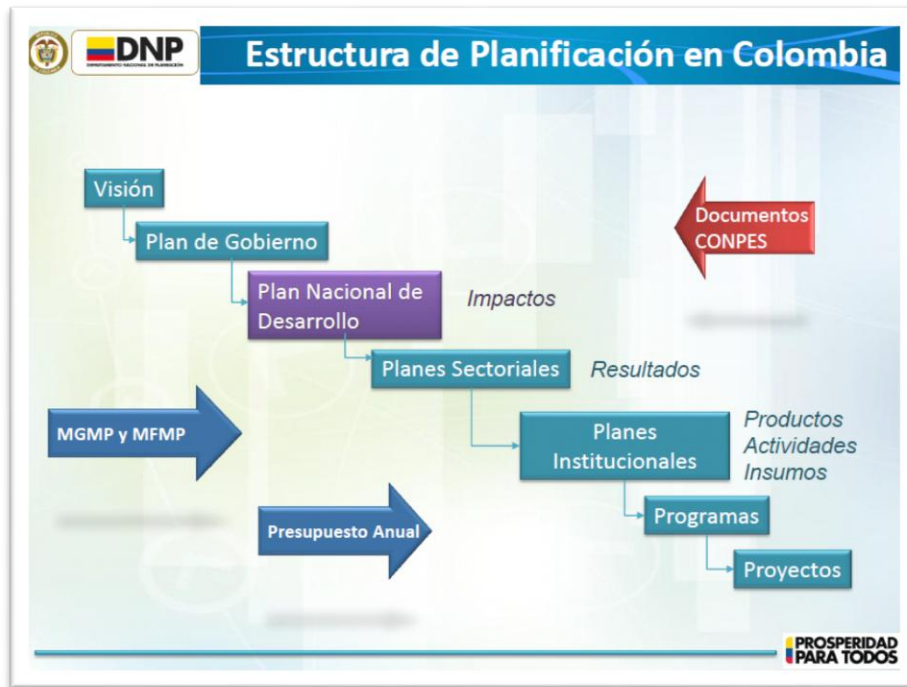 DNP
DEPARTAMENTO NACIONAL DE PLANEACIÓN
Estructura de Planificación en Colombia
Visión
Documentos
CONPES
Plan de Gobierno
Plan Nacional de
Desarrollo
Impactos
Planes Sectoriales
Resultados
MGMP y MFMP
Planes
Institucionales
Productos
Actividades
Insumos
Presupuesto Anual
Programas
Proyectos
PROSPERIDAD
PARA TODOS